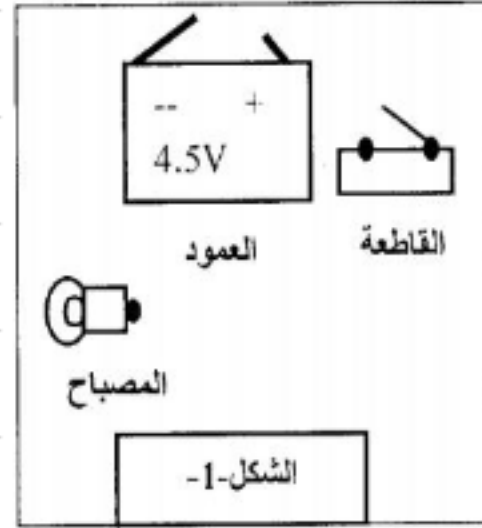 -- +
4.5V
القاطعة
العمود
المصباح
الشكل-1-